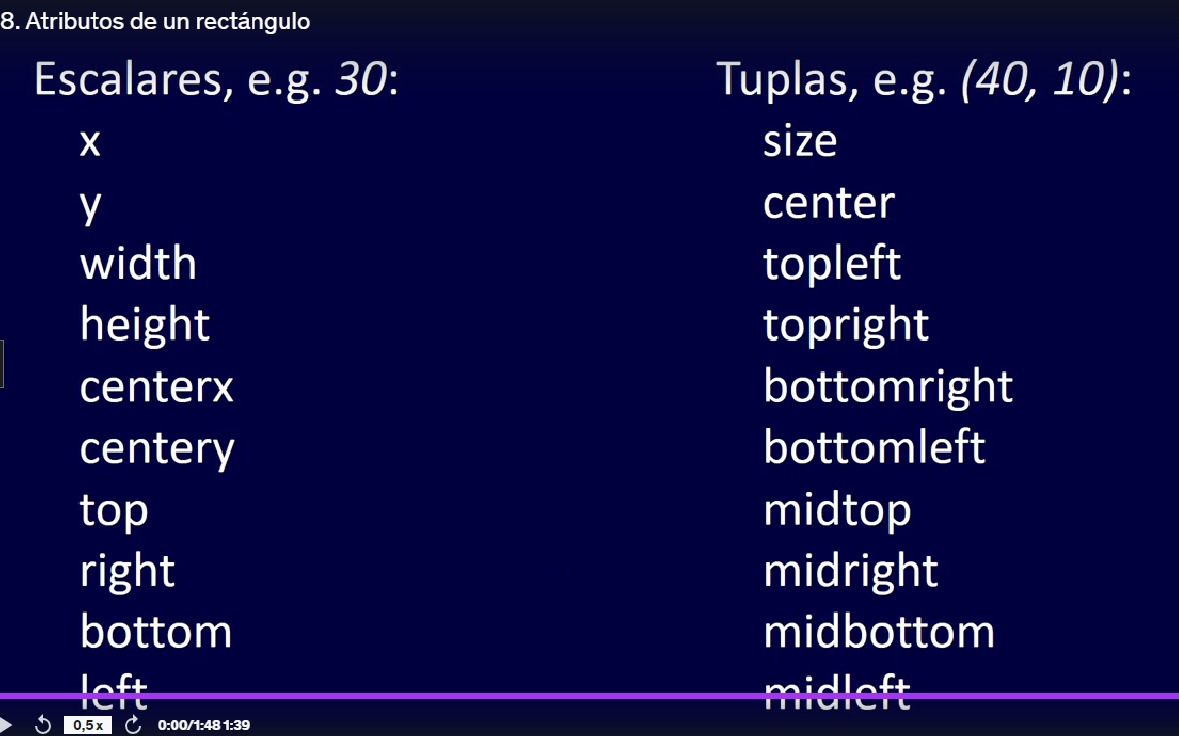 8. Atributos de un rectángulo
Escalares, e.g. 30:
x
y
width
height
centerx
centery
top
right
bottom
left
Tuplas, e.g. (40, 10):
size
center
topleft
topright
bottomright
bottomleft
midtop
midright
midbottom
midleft
0,5 x
0:00/1:48 1:39